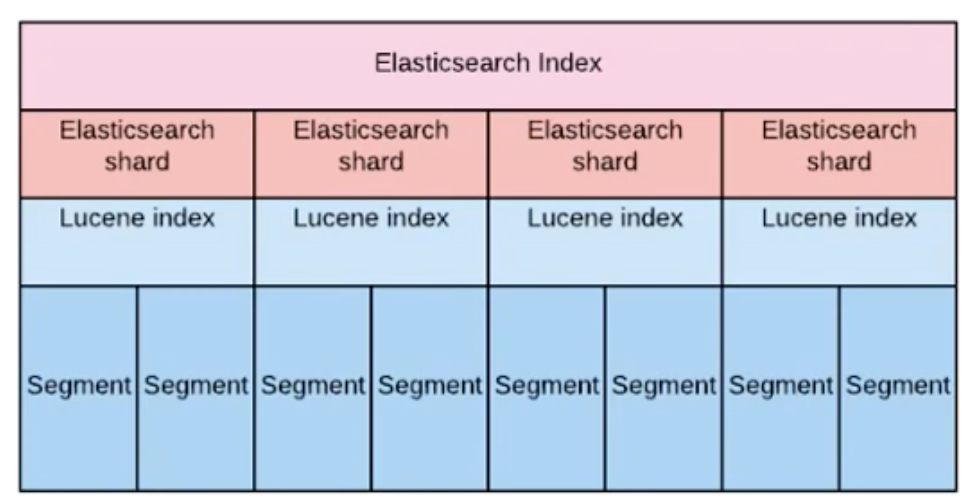 Elasticsearch Index
Elasticsearch Elasticsearch Elasticsearch Elasticsearch
shard shard shard shard
Lucene index Lucene index Lucene index Lucene index
Segment Segment Segment Segment Segment Segment Segment Segment